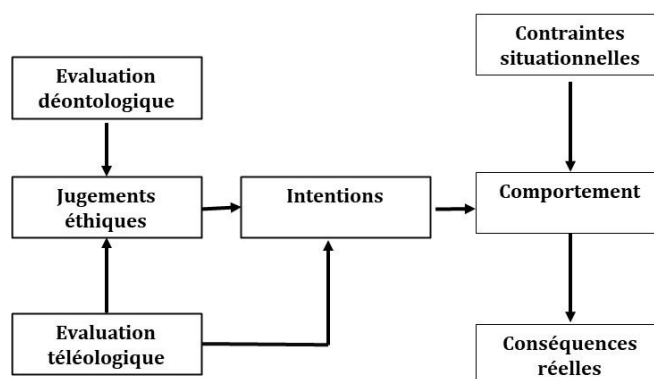 Contraintes
situationnelles
Evaluation
déontologique
Jugements
éthiques
Intentions
Comportement
Evaluation
téléologique
Conséquences
réelles